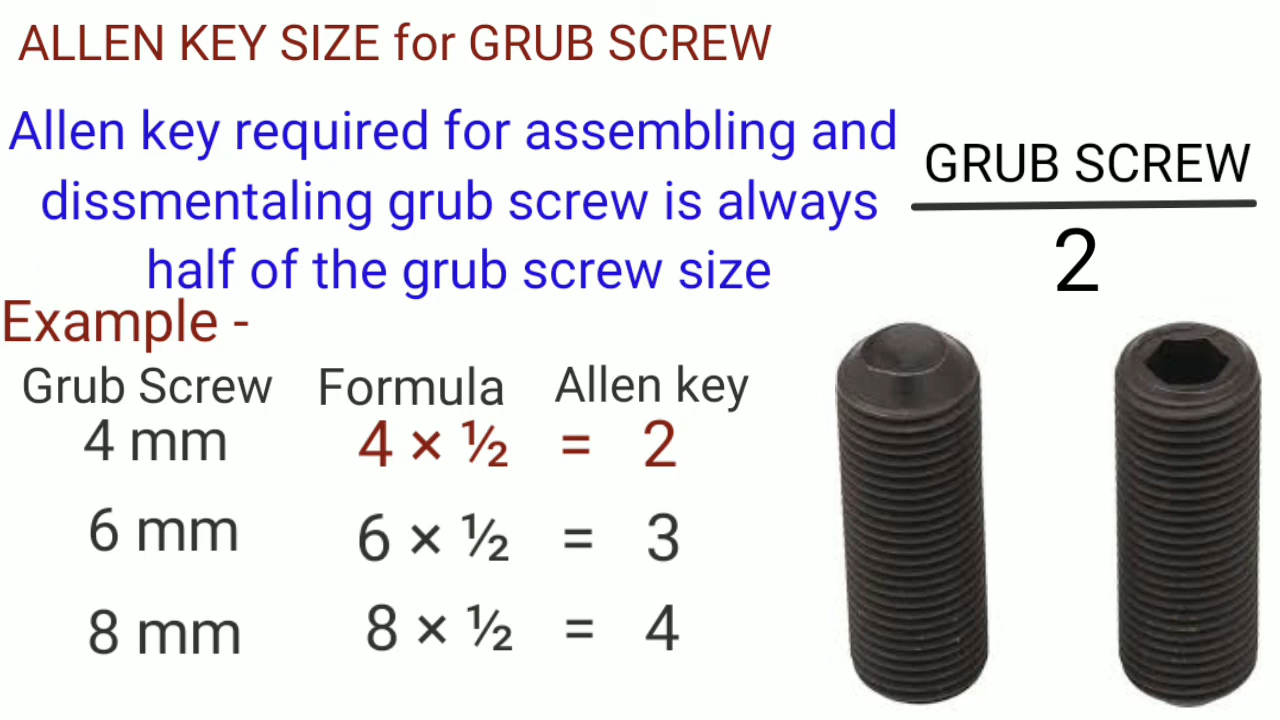 ALLEN KEY SIZE for GRUB SCREW
Allen key required for assembling and
dissmentaling grub screw is always
half of the grub screw size
GRUB SCREW
2
Example -
Grub Screw Formula Allen key
4 mm 4 × ½ = 2
6 mm 6 × ½ = 3
8 mm 8 × ½ = 4